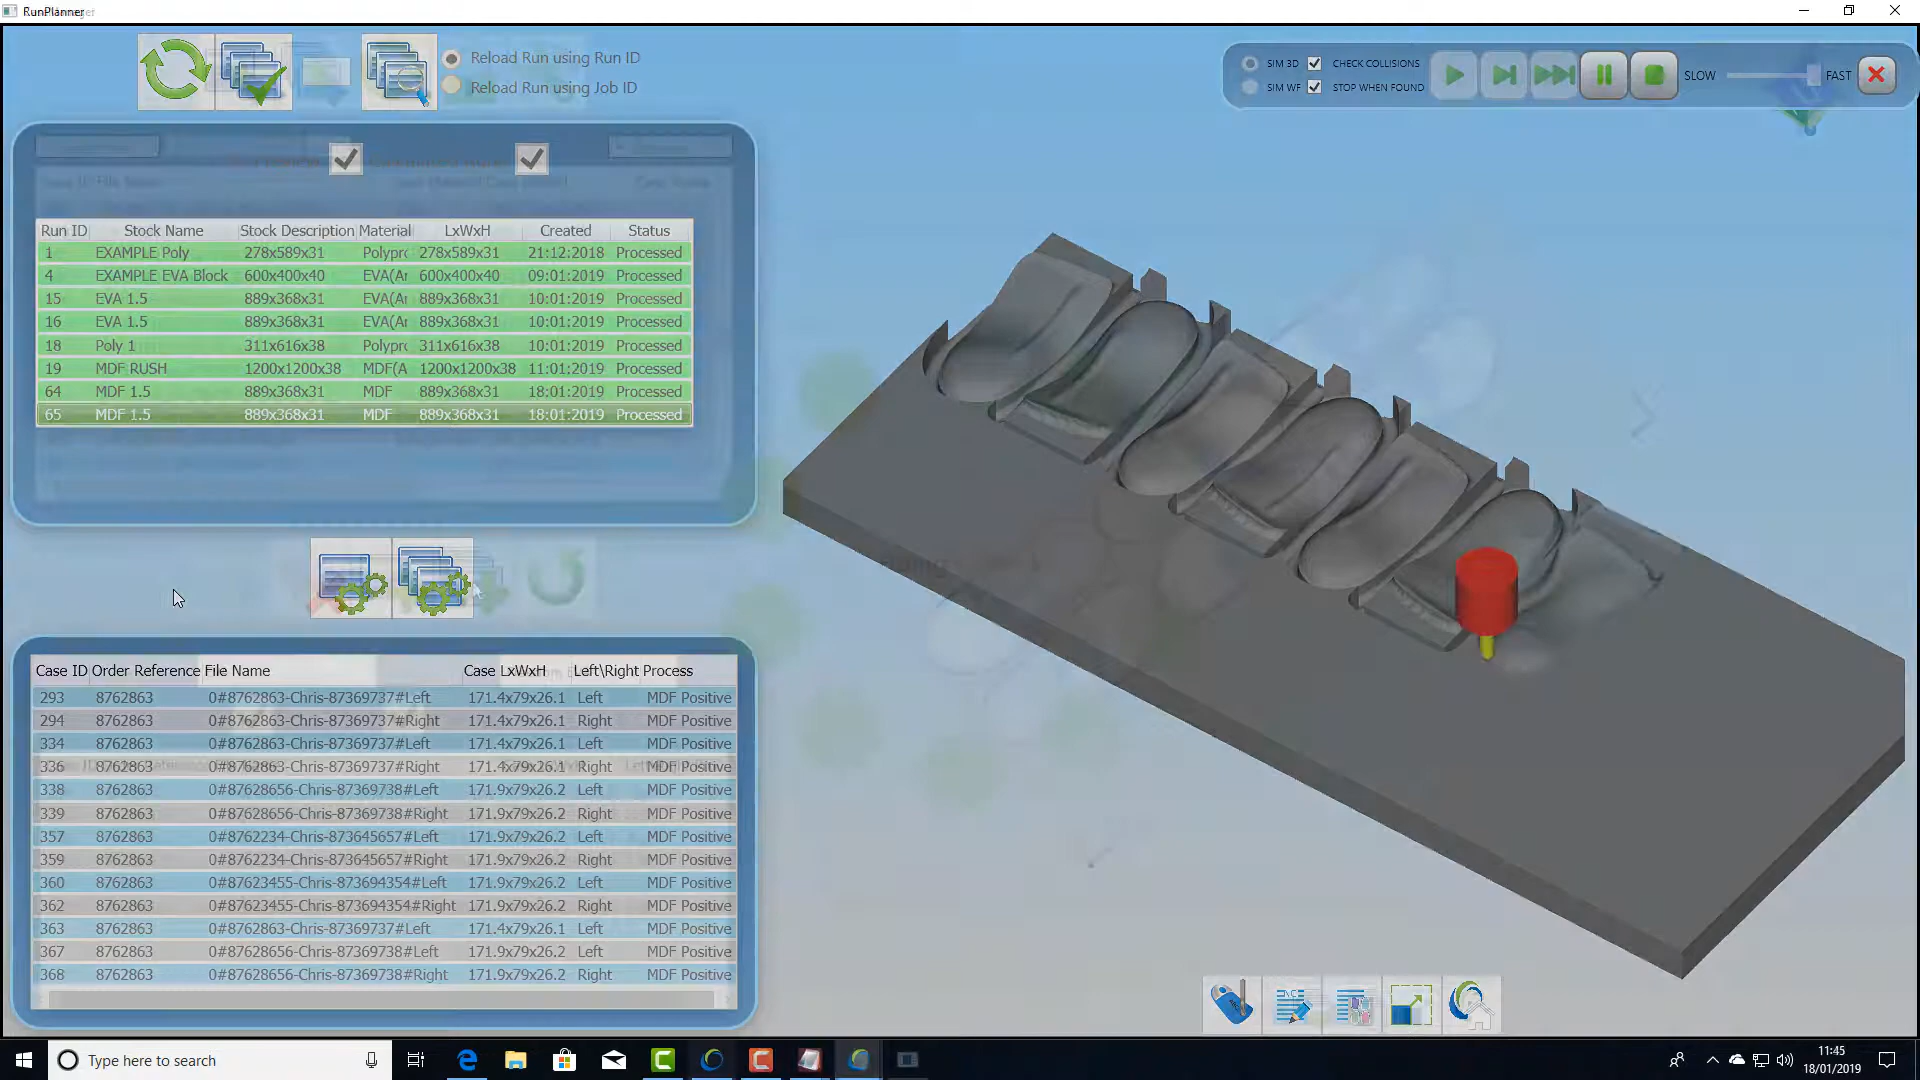 RunPlanner
Reload Run using Run ID
Reload Run using Job ID
SIM 3D CHECK COLLISIONS
SIM WF STOP WHEN FOUND
SLOW FAST
Run ID Stock Name Stock Description Material LxWxH Created Status
1 EXAMPLE Poly 278x589x31 Polyprc 278x589x31 21:12:2018 Processed
4 EXAMPLE EVA Block 600x400x40 EVA(Ar 600x400x40 09:01:2019 Processed
15 EVA 1.5 889x368x31 EVA(Ar 889x368x31 10:01:2019 Processed
16 EVA 1.5 889x368x31 EVA(Ar 889x368x31 10:01:2019 Processed
18 Poly 1 311x616x38 Polyprc 311x616x38 10:01:2019 Processed
19 MDF RUSH 1200x1200x38 MDF(A 1200x1200x38 11:01:2019 Processed
64 MDF 1.5 889x368x31 MDF 889x368x31 18:01:2019 Processed
65 MDF 1.5 889x368x31 MDF 889x368x31 18:01:2019 Processed
Case ID Order Reference File Name Case LxWxH Left\Right Process
293 8762863 0#8762863-Chris-87369737#Left 171.4x79x26.1 Left MDF Positive
294 8762863 0#8762863-Chris-87369737#Right 171.4x79x26.1 Right MDF Positive
334 8762863 0#8762863-Chris-87369737#Left 171.4x79x26.1 Left MDF Positive
336 8762863 0#8762863-Chris-87369737#Right 171.4x79x26.1 Right MDF Positive
338 8762863 0#87628656-Chris-87369738#Left 171.9x79x26.2 Left MDF Positive
339 8762863 0#87628656-Chris-87369738#Right 171.9x79x26.2 Right MDF Positive
357 8762863 0#8762234-Chris-873645657#Left 171.9x79x26.2 Left MDF Positive
359 8762863 0#8762234-Chris-873645657#Right 171.9x79x26.2 Right MDF Positive
360 8762863 0#87623455-Chris-873694354#Left 171.9x79x26.2 Left MDF Positive
362 8762863 0#87623455-Chris-873694354#Right 171.9x79x26.2 Right MDF Positive
363 8762863 0#8762863-Chris-87369737#Left 171.4x79x26.1 Left MDF Positive
367 8762863 0#87628656-Chris-87369738#Left 171.9x79x26.2 Left MDF Positive
368 8762863 0#87628656-Chris-87369738#Right 171.9x79x26.2 Right MDF Positive
Type here to search
11:45
18/01/2019